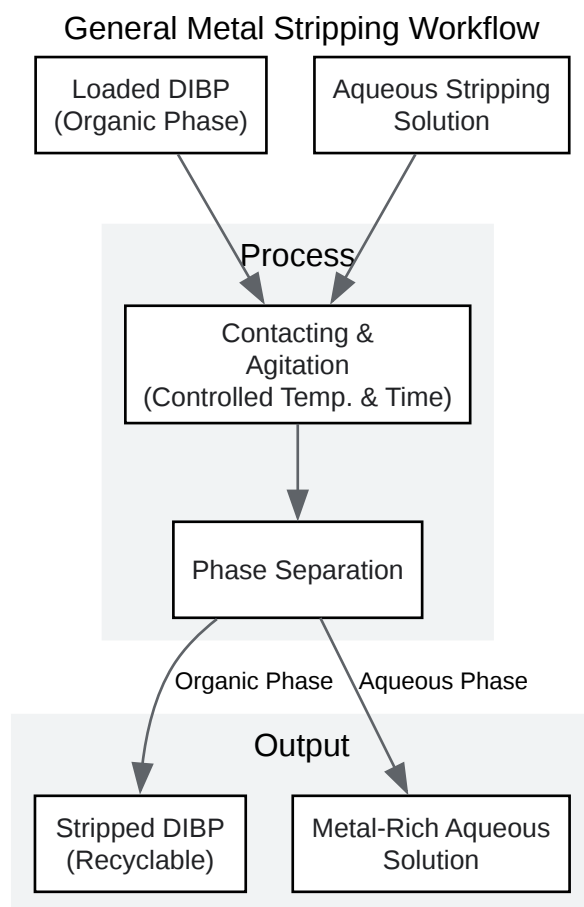 General Metal Stripping Workflow
Loaded DIBP
(Organic Phase)
Aqueous Stripping
Solution
Process
Contacting &
Agitation
(Controlled Temp. & Time)
Phase Separation
Organic Phase
Aqueous Phase
Output
Stripped DIBP
(Recyclable)
Metal-Rich Aqueous
Solution